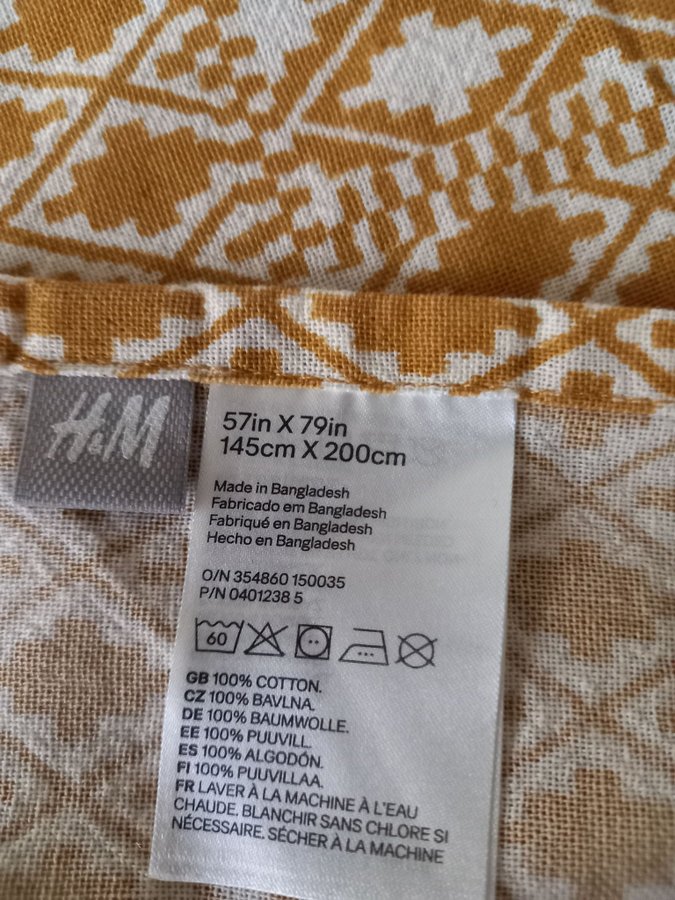 H&M
57in X 79in
145cm X 200cm
Made in Bangladesh
Fabricado em Bangladesh
Fabriqué en Bangladesh
Hecho en Bangladesh
O/N 354860 150035
P/N 0401238 5
60
GB 100% COTTON.
CZ 100% BAVLNA.
DE 100% BAUMWOLLE.
EE 100% PUUVILL.
ES 100% ALGODÓN.
FI 100% PUUVILLAA.
FR LAVER À LA MACHINE À L'EAU
CHAUDE. BLANCHIR SANS CHLORE SI
NÉCESSAIRE. SÉCHER À LA MACHINE